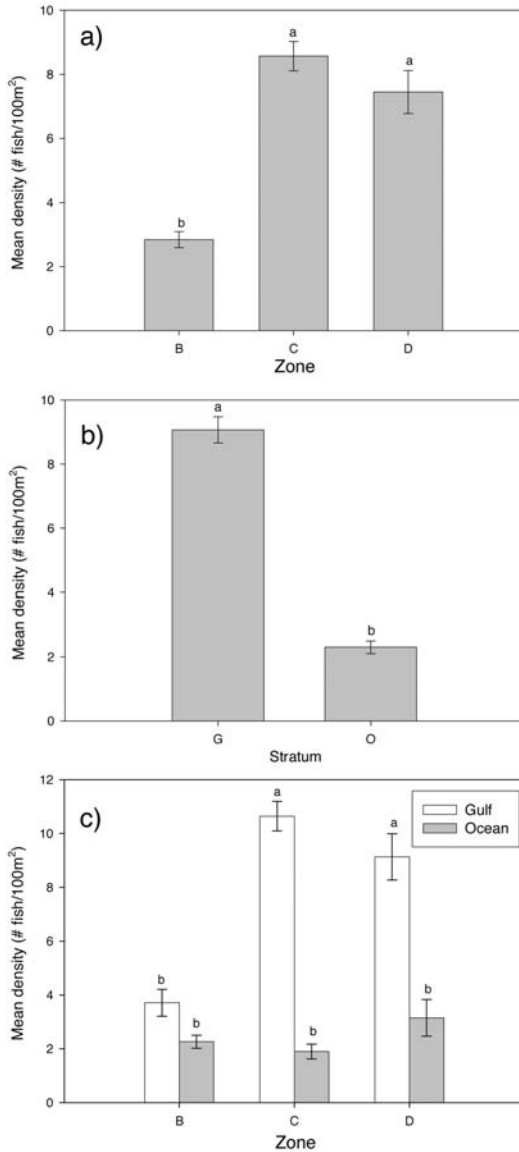 a)
Mean density (# fish/100m²)
10
8
6
4
2
0
b
a
a
B C D
Zone
b)
Mean density (# fish/100m²)
10
8
6
4
2
0
a
b
G O
Stratum
c)
Mean density (# fish/100m²)
12
10
8
6
4
2
0
Gulf
Ocean
b
b
a
b
a
b
B C D
Zone